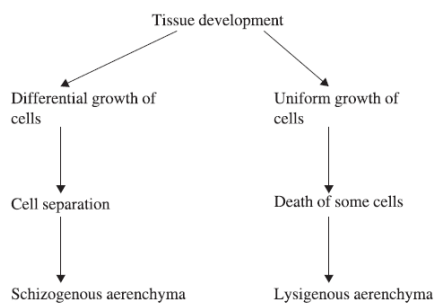 Tissue development
Differential growth of
cells
Uniform growth of
cells
Cell separation
Death of some cells
Schizogenous aerenchyma
Lysigenous aerenchyma